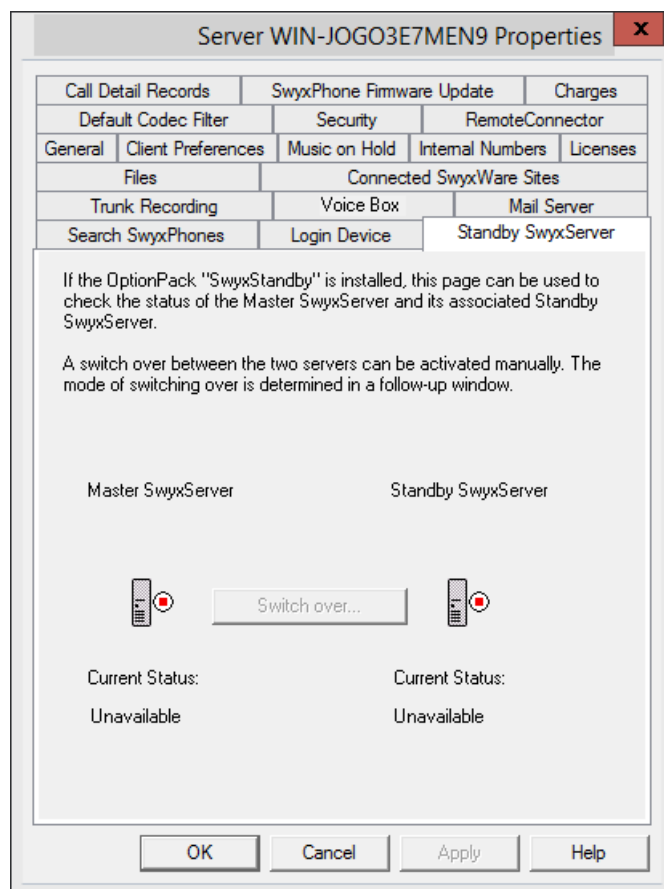 Server WIN-JOGO3E7MEN9 Properties x
Call Detail Records SwyxPhone Firmware Update Charges
Default Codec Filter Security RemoteConnector
General Client Preferences Music on Hold Internal Numbers Licenses
Files Connected SwyxWare Sites
Trunk Recording Voice Box Mail Server
Search SwyxPhones Login Device Standby SwyxServer
If the OptionPack "SwyxStandby" is installed, this page can be used to
check the status of the Master SwyxServer and its associated Standby
SwyxServer.
A switch over between the two servers can be activated manually. The
mode of switching over is determined in a follow-up window.
Master SwyxServer Standby SwyxServer
Switch over...
Current Status: Current Status:
Unavailable Unavailable
OK Cancel Apply Help